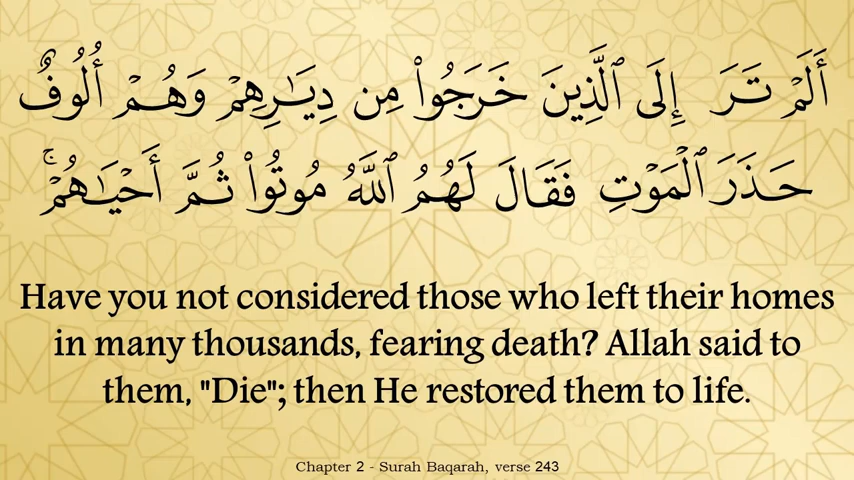 أَلَمْ تَرَ إِلَى ٱلَّذِينَ خَرَجُوا۟ مِن دِيَـٰرِهِمْ وَهُمْ أُلُوفٌ
حَذَرَ ٱلْمَوْتِ فَقَالَ لَهُمُ ٱللَّهُ مُوتُوا۟ ثُمَّ أَحْيَـٰهُمْ ۚ
Have you not considered those who left their homes
in many thousands, fearing death? Allah said to
them, "Die"; then He restored them to life.
Chapter 2 - Surah Baqarah, verse 243